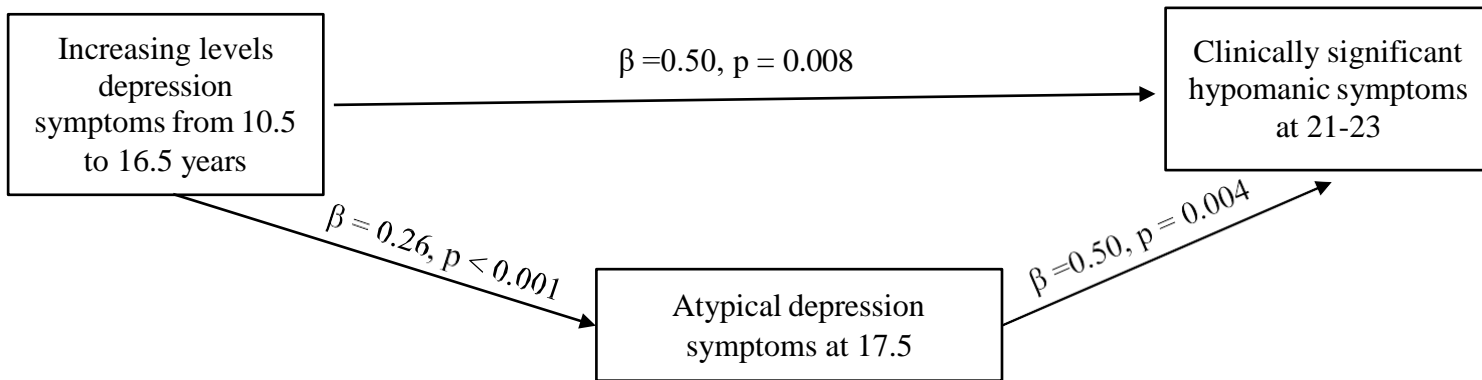 Increasing levels
depression
symptoms from 10.5
to 16.5 years
β =0.50, p = 0.008
Clinically significant
hypomanic symptoms
at 21-23
β = 0.26, p < 0.001
β =0.50, p = 0.004
Atypical depression
symptoms at 17.5